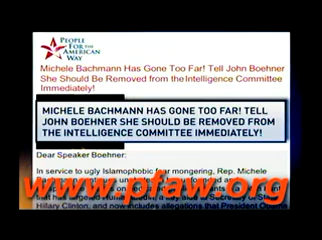 PEOPLE
FOR THE
AMERICAN
WAY
Michele Bachmann Has Gone Too Far! Tell John Boehner
She Should Be Removed from the Intelligence Committee
Immediately!
MICHELE BACHMANN HAS GONE TOO FAR! TELL
JOHN BOEHNER SHE SHOULD BE REMOVED FROM
THE INTELLIGENCE COMMITTEE IMMEDIATELY!
Dear Speaker Boehner:
In service to ugly Islamophobic fear mongering, Rep. Michele
www.pfaw.org
Hillary Clinton, and now includes allegations that President